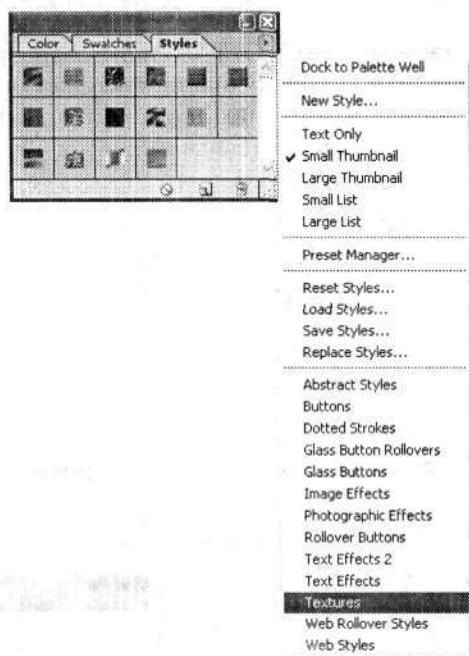 Color Swatches Styles
Dock to Palette Well
New Style...
Text Only
Small Thumbnail
Large Thumbnail
Small List
Large List
Preset Manager...
Reset Styles...
Load Styles...
Save Styles...
Replace Styles...
Abstract Styles
Buttons
Dotted Strokes
Glass Button Rollovers
Glass Buttons
Image Effects
Photographic Effects
Rollover Buttons
Text Effects 2
Text Effects
Textures
Web Rollover Styles
Web Styles